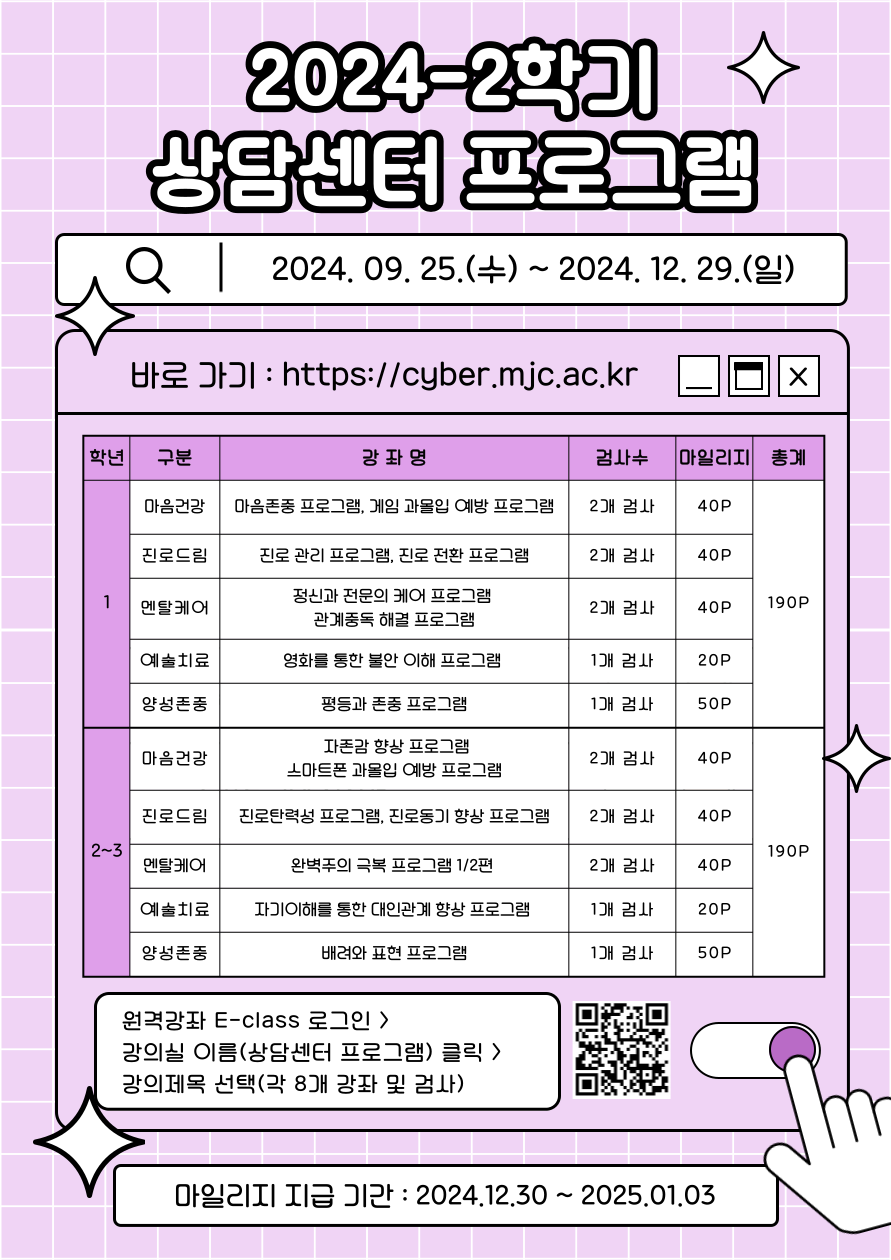 2024-2학기
상담센터 프로그램
2024. 09. 25.(수) ~ 2024. 12. 29.(일)
바로 가기 : https://cyber.mjc.ac.kr
학년 구분 강 좌 명 검사수 마일리지 총계
1
마음건강 마음존중 프로그램, 게임 과몰입 예방 프로그램 2개 검사 40P
진로드림 진로 관리 프로그램, 진로 전환 프로그램 2개 검사 40P
멘탈케어 정신과 전문의 케어 프로그램
관계중독 해결 프로그램 2개 검사 40P
190P
예술치료 영화를 통한 불안 이해 프로그램 1개 검사 20P
양성존중 평등과 존중 프로그램 1개 검사 50P
2~3
마음건강 자존감 향상 프로그램
스마트폰 과몰입 예방 프로그램 2개 검사 40P
진로드림 진로탄력성 프로그램, 진로동기 향상 프로그램 2개 검사 40P
멘탈케어 완벽주의 극복 프로그램 1/2편 2개 검사 40P
190P
예술치료 자기이해를 통한 대인관계 향상 프로그램 1개 검사 20P
양성존중 배려와 표현 프로그램 1개 검사 50P
원격강좌 E-class 로그인 >
강의실 이름(상담센터 프로그램) 클릭 >
강의제목 선택(각 8개 강좌 및 검사)
마일리지 지급 기간 : 2024.12.30 ~ 2025.01.03